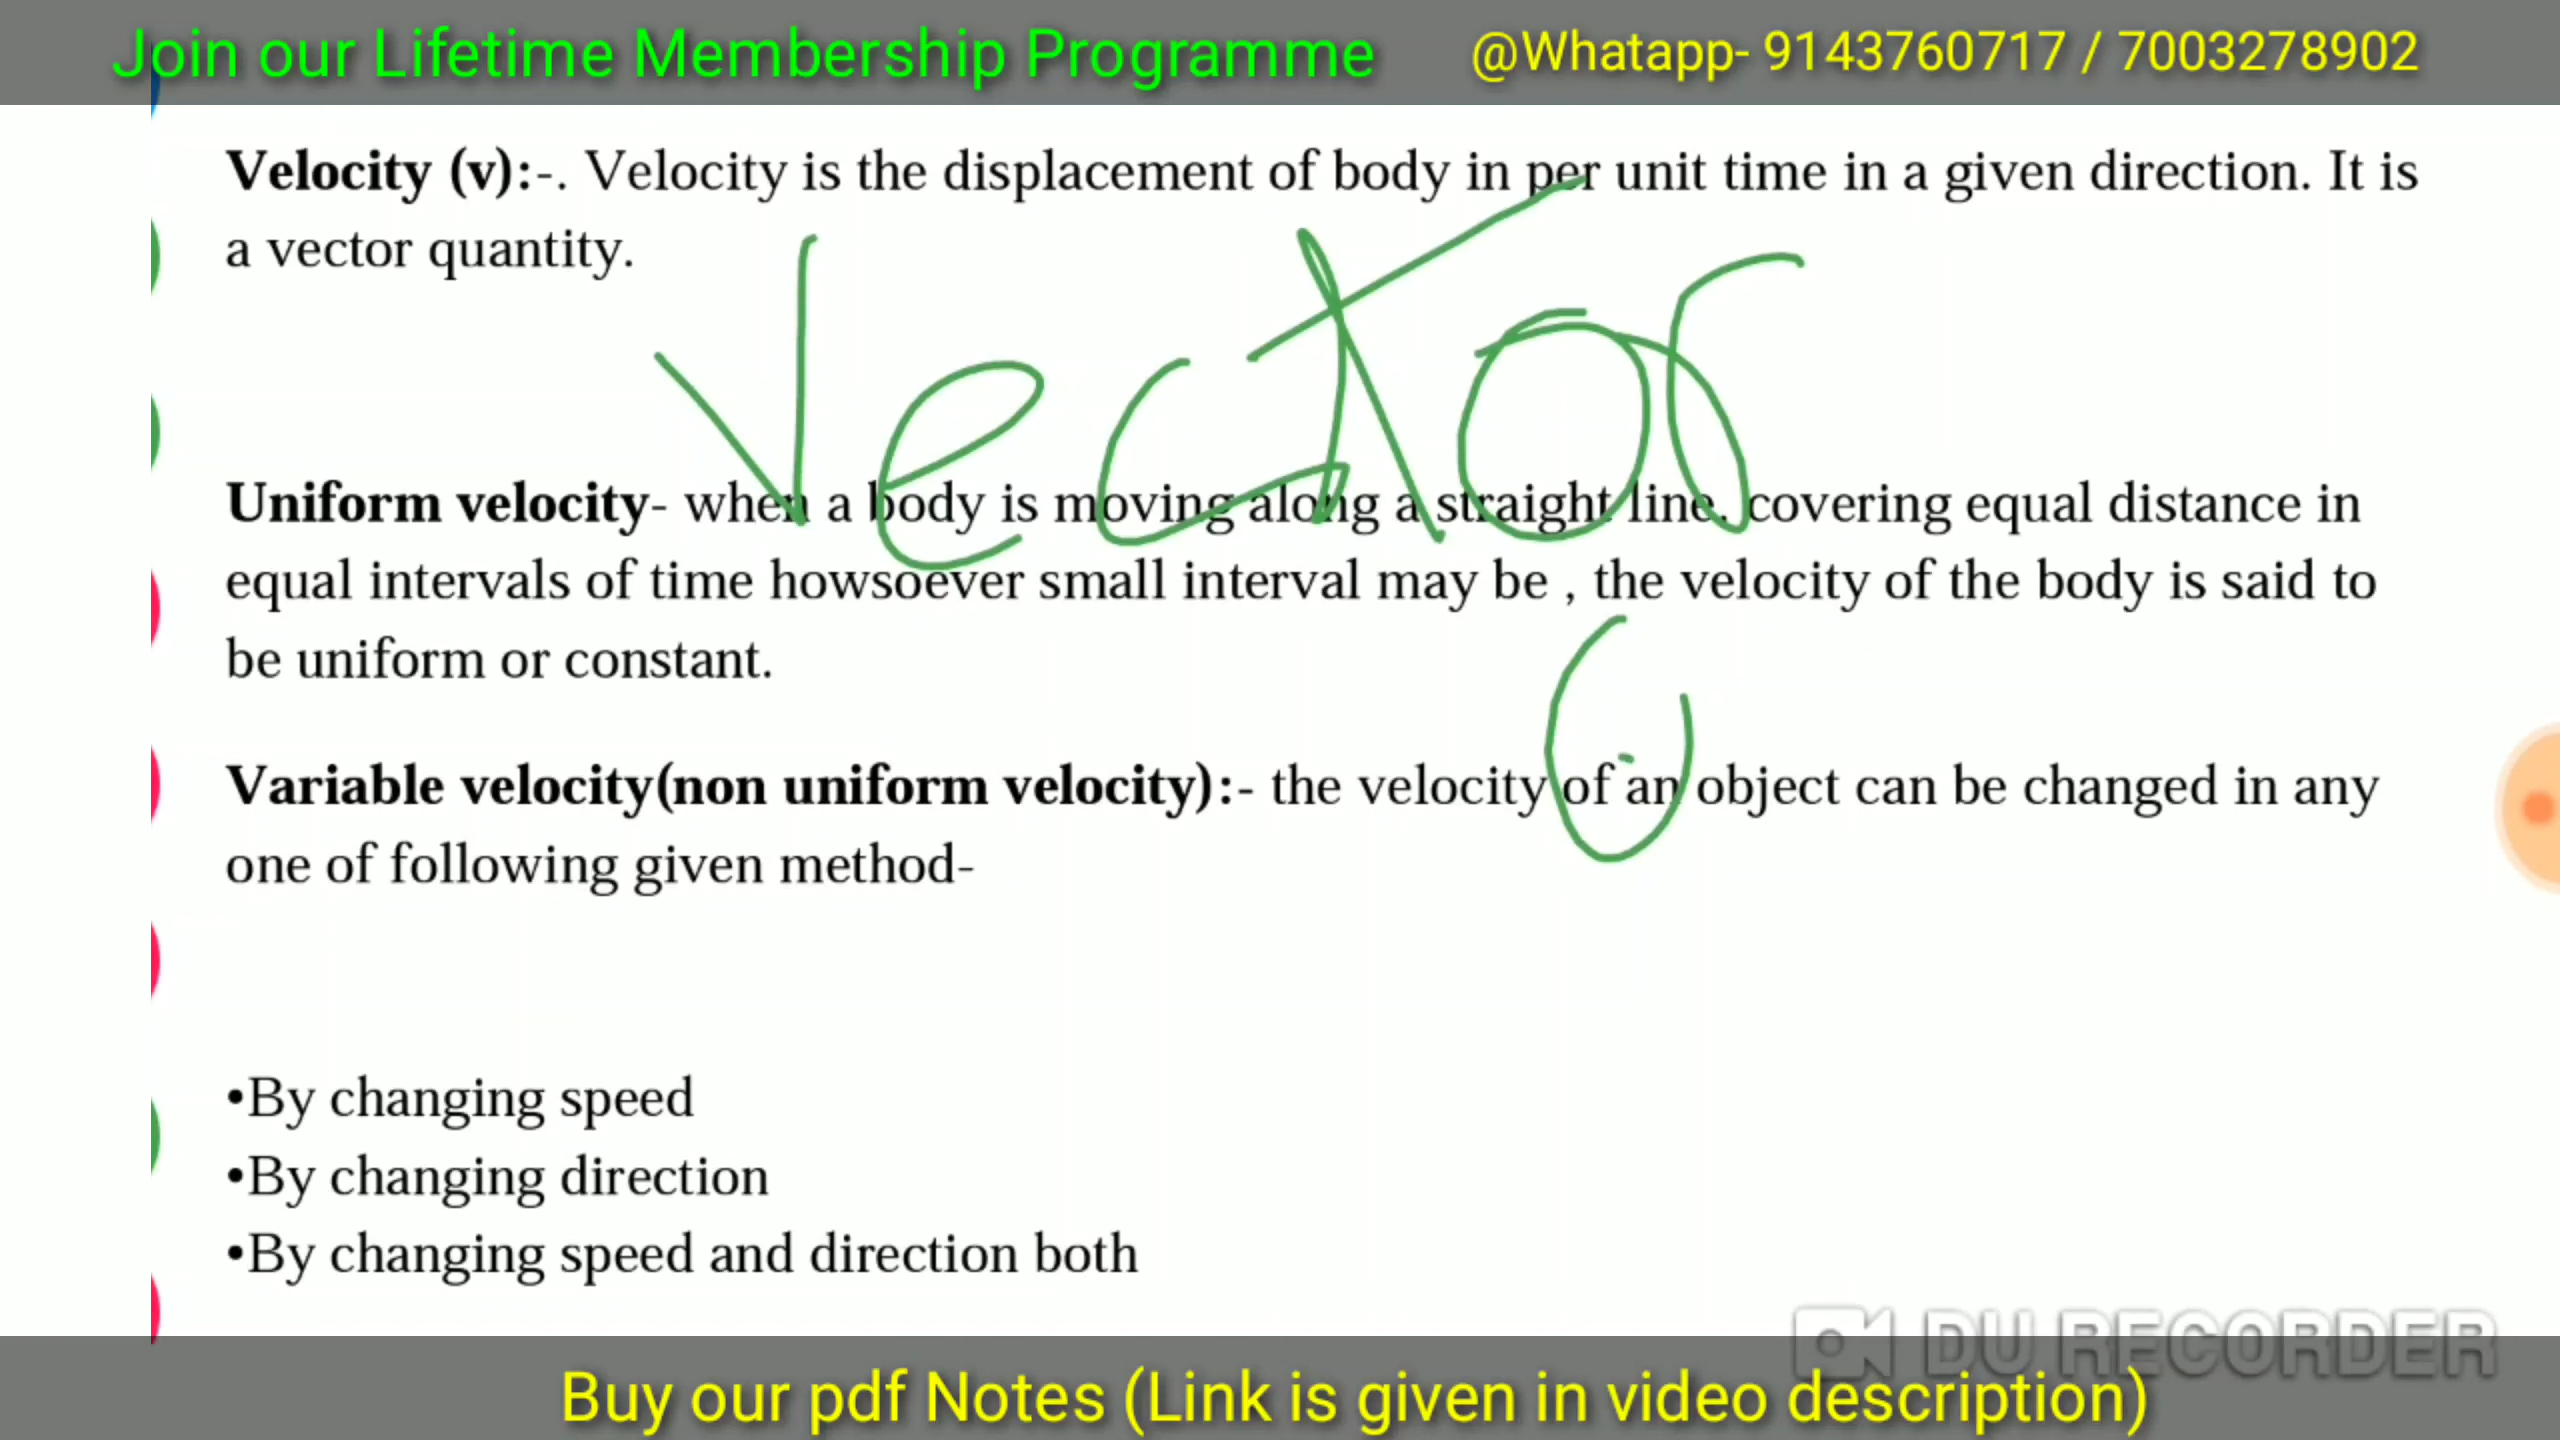 Join our Lifetime Membership Programme @Whatapp- 9143760717 / 7003278902
Velocity (v):-. Velocity is the displacement of body in per unit time in a given direction. It is
a vector quantity.
Vector
Uniform velocity- when a body is moving along a straight line, covering equal distance in
equal intervals of time howsoever small interval may be , the velocity of the body is said to
be uniform or constant.
Variable velocity(non uniform velocity):- the velocity of an object can be changed in any
one of following given method-
•By changing speed
•By changing direction
•By changing speed and direction both
DU RECORDER
Buy our pdf Notes (Link is given in video description)